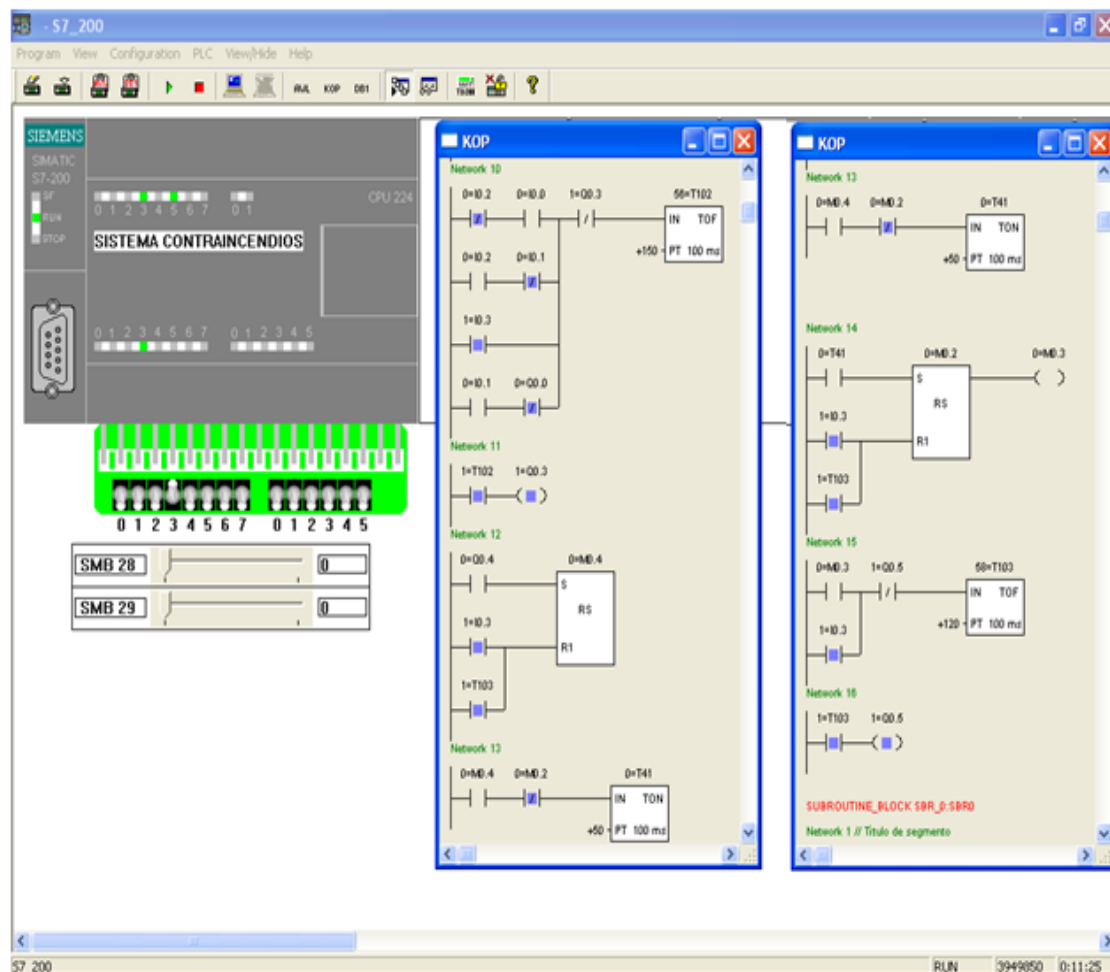 - S7_200
Program View Configuration PLC View/Hide Help
AWL KOP DB1
SIEMENS
SIMATIC
S7-200
SF
RUN
STOP
0 1 2 3 4 5 6 7 0 1
CPU 224
SISTEMA CONTRAINCENDIOS
0 1 2 3 4 5 6 7 0 1 2 3 4 5
0 1 2 3 4 5 6 7 0 1 2 3 4 5
SMB 28 0
SMB 29 0
KOP
Network 10
0=I0.2 0=I0.0 1=Q0.3 56=T102
IN TOF
+150 PT 100 ms
0=I0.2 0=I0.1
1=I0.3
0=I0.1 0=Q0.0
Network 11
1=T102 1=Q0.3
Network 12
0=Q0.4 0=M0.4
S
RS
1=I0.3
R1
1=T103
Network 13
0=M0.4 0=M0.2 0=T41
IN TON
+50 PT 100 ms
KOP
Network 13
0=M0.4 0=M0.2 0=T41
IN TON
+50 PT 100 ms
Network 14
0=T41 0=M0.2 0=M0.3
S
RS
1=I0.3
R1
1=T103
Network 15
0=M0.3 1=Q0.5 58=T103
IN TOF
+120 PT 100 ms
1=I0.3
Network 16
1=T103 1=Q0.5
SUBROUTINE_BLOCK SBR_0:SBR0
Network 1 // Título de segmento
S7_200 RUN 3949850 0:11:25